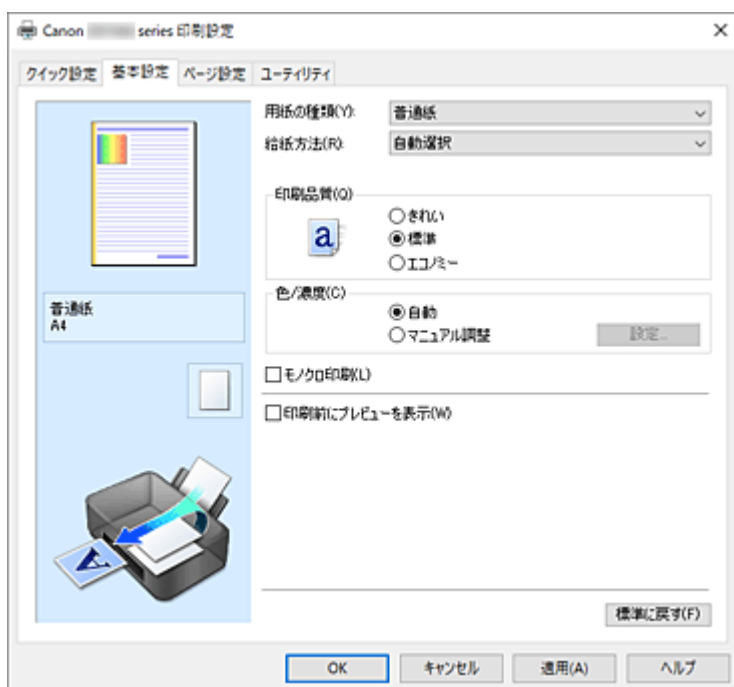 Canon series 印刷設定
クイック設定 基本設定 ページ設定 ユーティリティ
用紙の種類(Y): 普通紙
給紙方法(R): 自動選択
印刷品質(Q)
a
きれい
標準
エコノミー
普通紙
A4
色/濃度(C)
自動
マニュアル調整 設定...
モノクロ印刷(L)
印刷前にプレビューを表示(W)
A
標準に戻す(F)
OK キャンセル 適用(A) ヘルプ